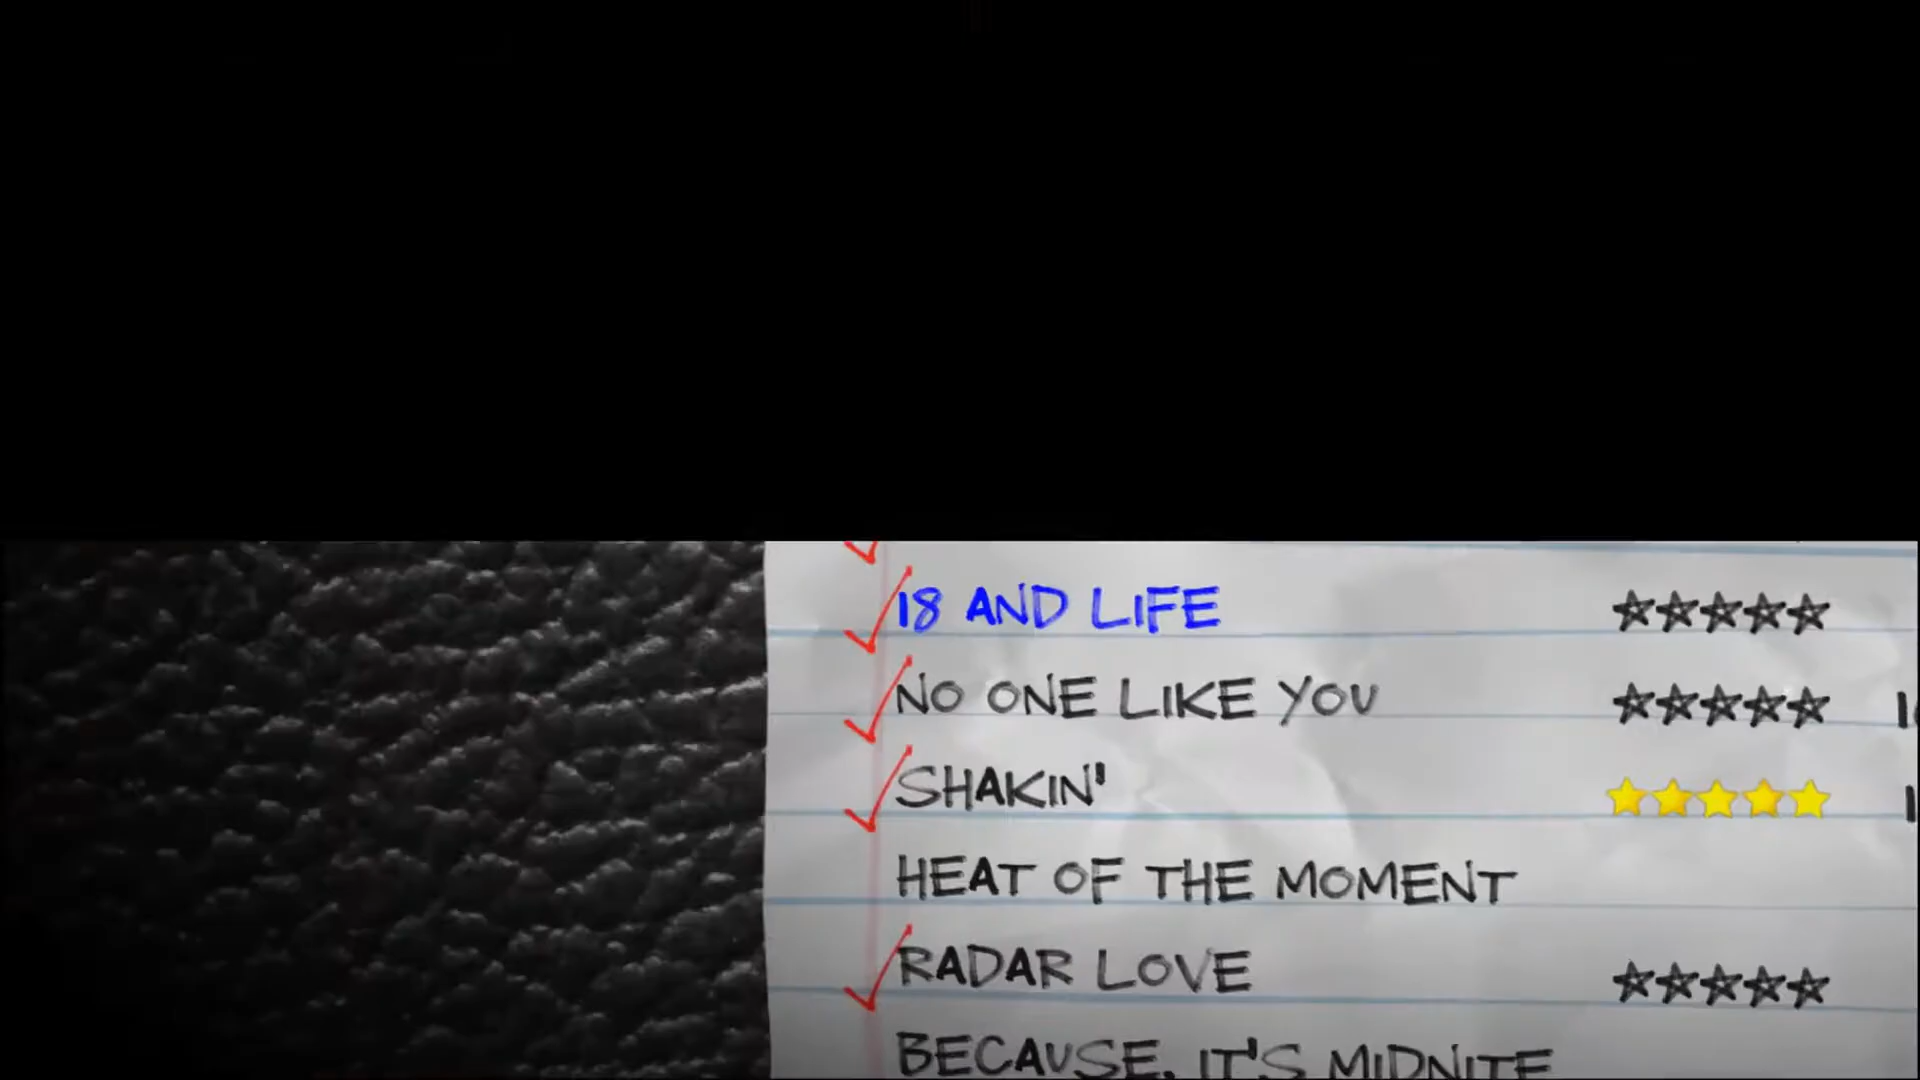 18 AND LIFE
NO ONE LIKE YOU
SHAKIN'
HEAT OF THE MOMENT
RADAR LOVE
BECAUSE, IT'S MIDNITE